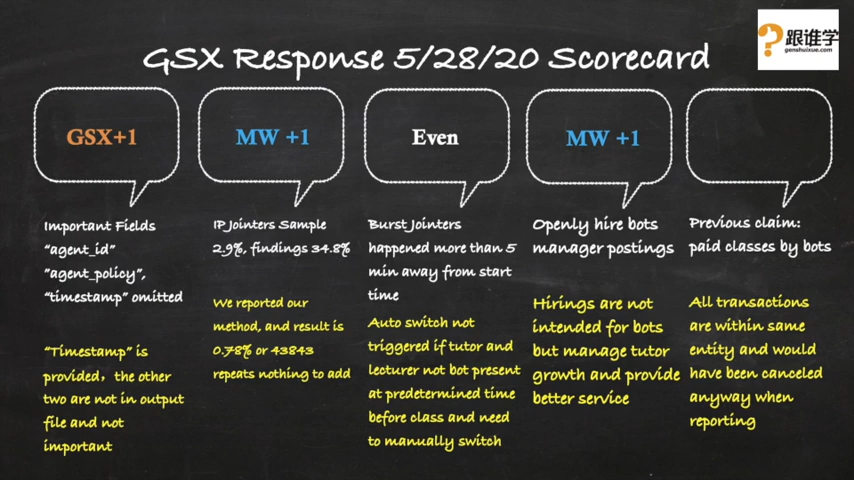 跟谁学
genshuixue.com
GSX Response 5/28/20 Scorecard
GSX+1
MW +1
Even
MW +1
Important Fields
"agent_id"
"agent_policy",
"timestamp" omitted
"Timestamp" is
provided, the other
two are not in output
file and not
important
IP Jointers Sample
2.9%, findings 34.8%
We reported our
method, and result is
0.78% or 43843
repeats nothing to add
Burst Jointers
happened more than 5
min away from start
time
Auto switch not
triggered if tutor and
lecturer not bot present
at predetermined time
before class and need
to manually switch
Openly hire bots
manager postings
Hirings are not
intended for bots
but manage tutor
growth and provide
better service
Previous claim:
paid classes by bots
All transactions
are within same
entity and would
have been canceled
anyway when
reporting